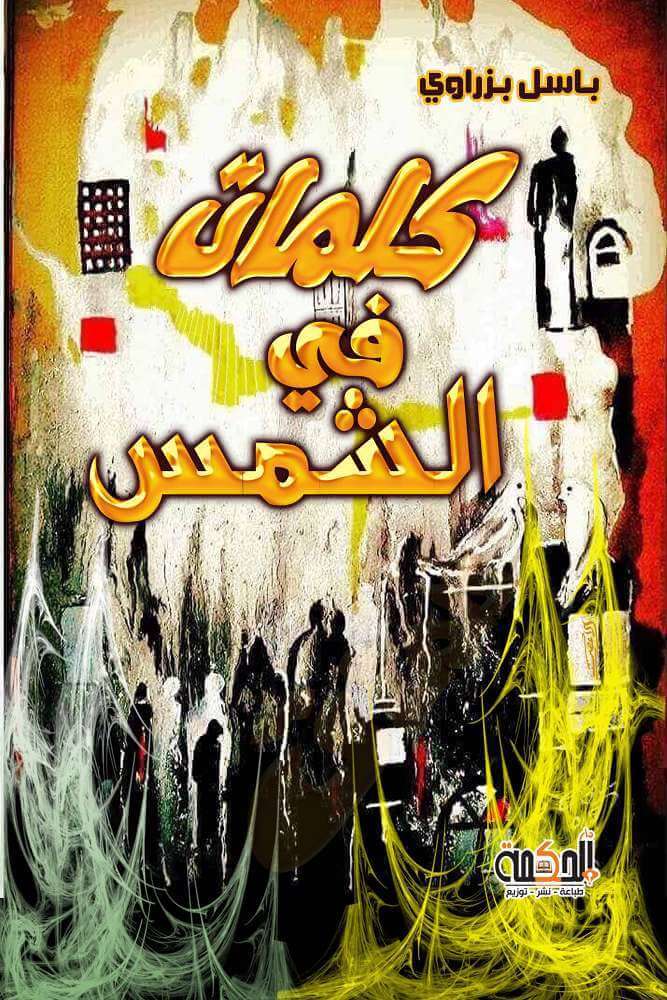 باسل بزراوي
كلمات
في
الشمس
الحكمة
طباعة - نشر - توزيع